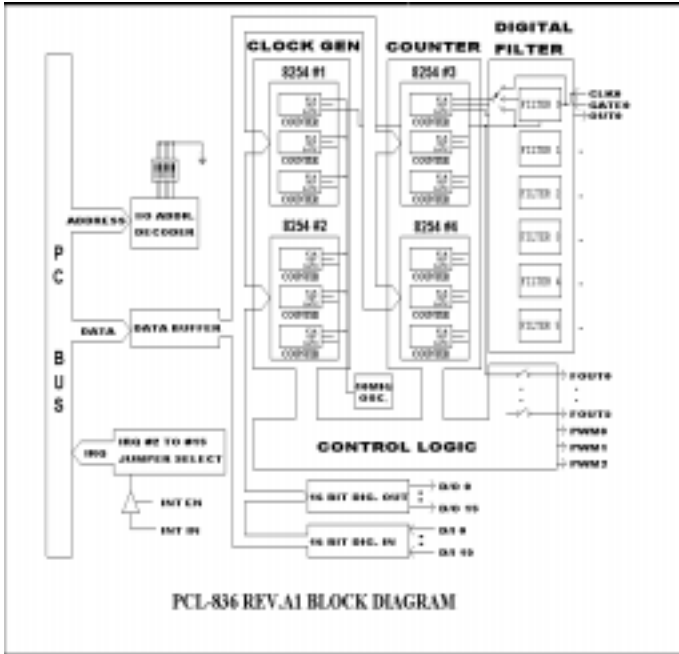 DIGITAL
FILTER
CLOCK GEN
COUNTER
8254 #1
8254 #3
COUNTER
COUNTER
COUNTER
COUNTER
COUNTER
COUNTER
FILTER
CLK0
GATE0
OUT0
FILTER 1
FILTER 2
FILTER 3
FILTER 4
FILTER 5
ADDRESS
I/O ADDR.
DECODER
8254 #2
8254 #4
COUNTER
COUNTER
COUNTER
COUNTER
COUNTER
COUNTER
PC
BUS
DATA
DATA BUFFER
OSC.
FOUT0
PWM0
PWM1
PWM2
CONTROL LOGIC
IRQ
IRQ #2 TO #15
JUMPER SELECT
INT EN
INT IN
16 BIT DIG. OUT
D/O 0
D/O 15
16 BIT DIG. IN
D/I 0
PCL-836 REV.A1 BLOCK DIAGRAM